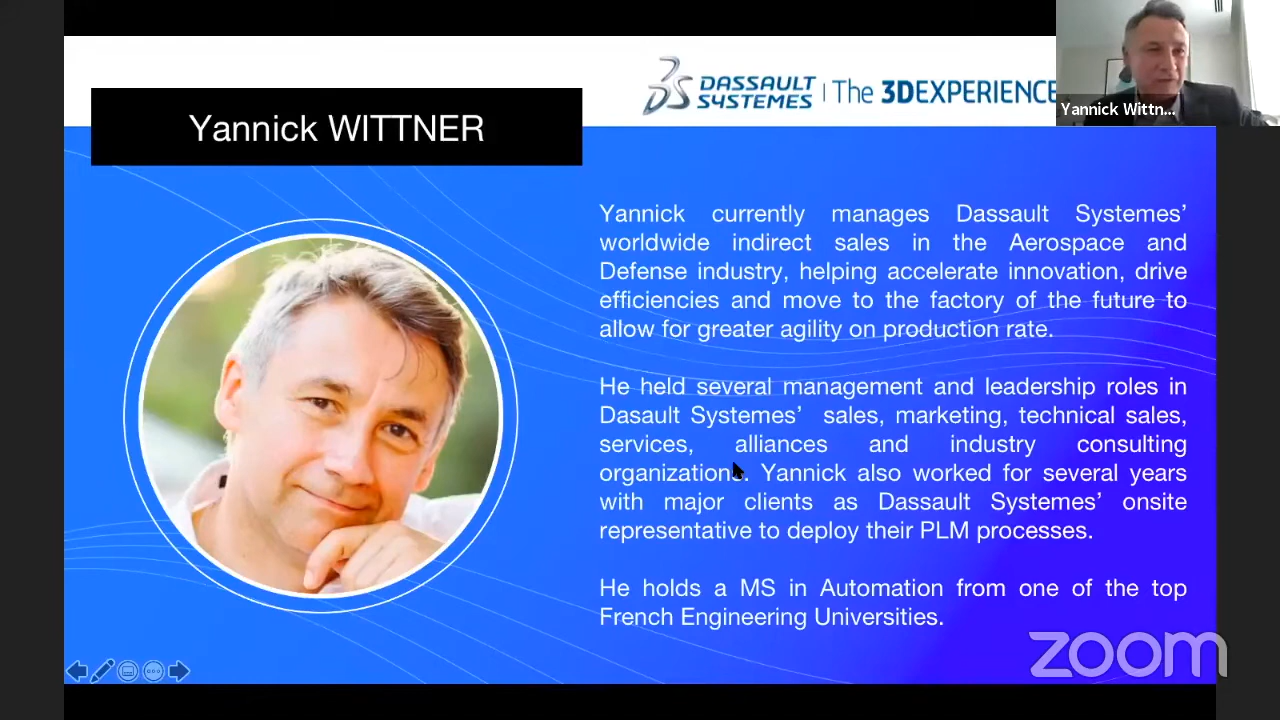 DASSAULT
SYSTEMES | The 3DEXPERIENCE
Yannick Wittn...
Yannick WITTNER
Yannick currently manages Dassault Systemes’
worldwide indirect sales in the Aerospace and
Defense industry, helping accelerate innovation, drive
efficiencies and move to the factory of the future to
allow for greater agility on production rate.
He held several management and leadership roles in
Dasault Systemes’ sales, marketing, technical sales,
services, alliances and industry consulting
organizations. Yannick also worked for several years
with major clients as Dassault Systemes’ onsite
representative to deploy their PLM processes.
He holds a MS in Automation from one of the top
French Engineering Universities.
zoom